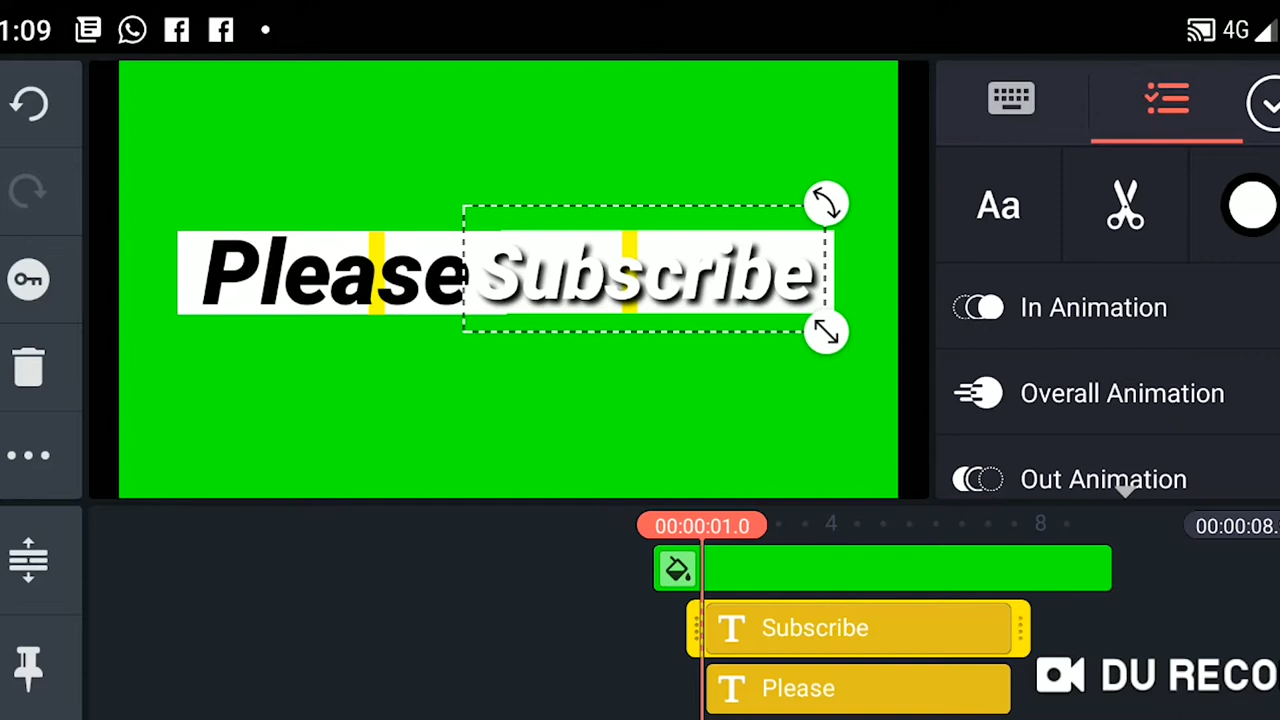 1:09
4G
Please Subscribe
Aa
In Animation
Overall Animation
Out Animation
00:00:01.0
4
8
00:00:08.
T Subscribe
T Please
DU RECO